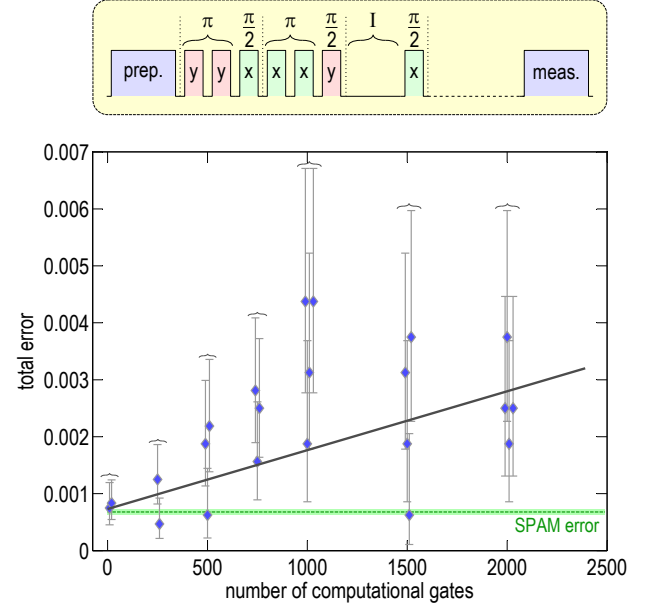 π π/2 π π/2 I π/2
prep. y y x x x y x meas.
0.007
0.006
0.005
0.004
0.003
0.002
0.001
0
total error
SPAM error
0 500 1000 1500 2000 2500
number of computational gates